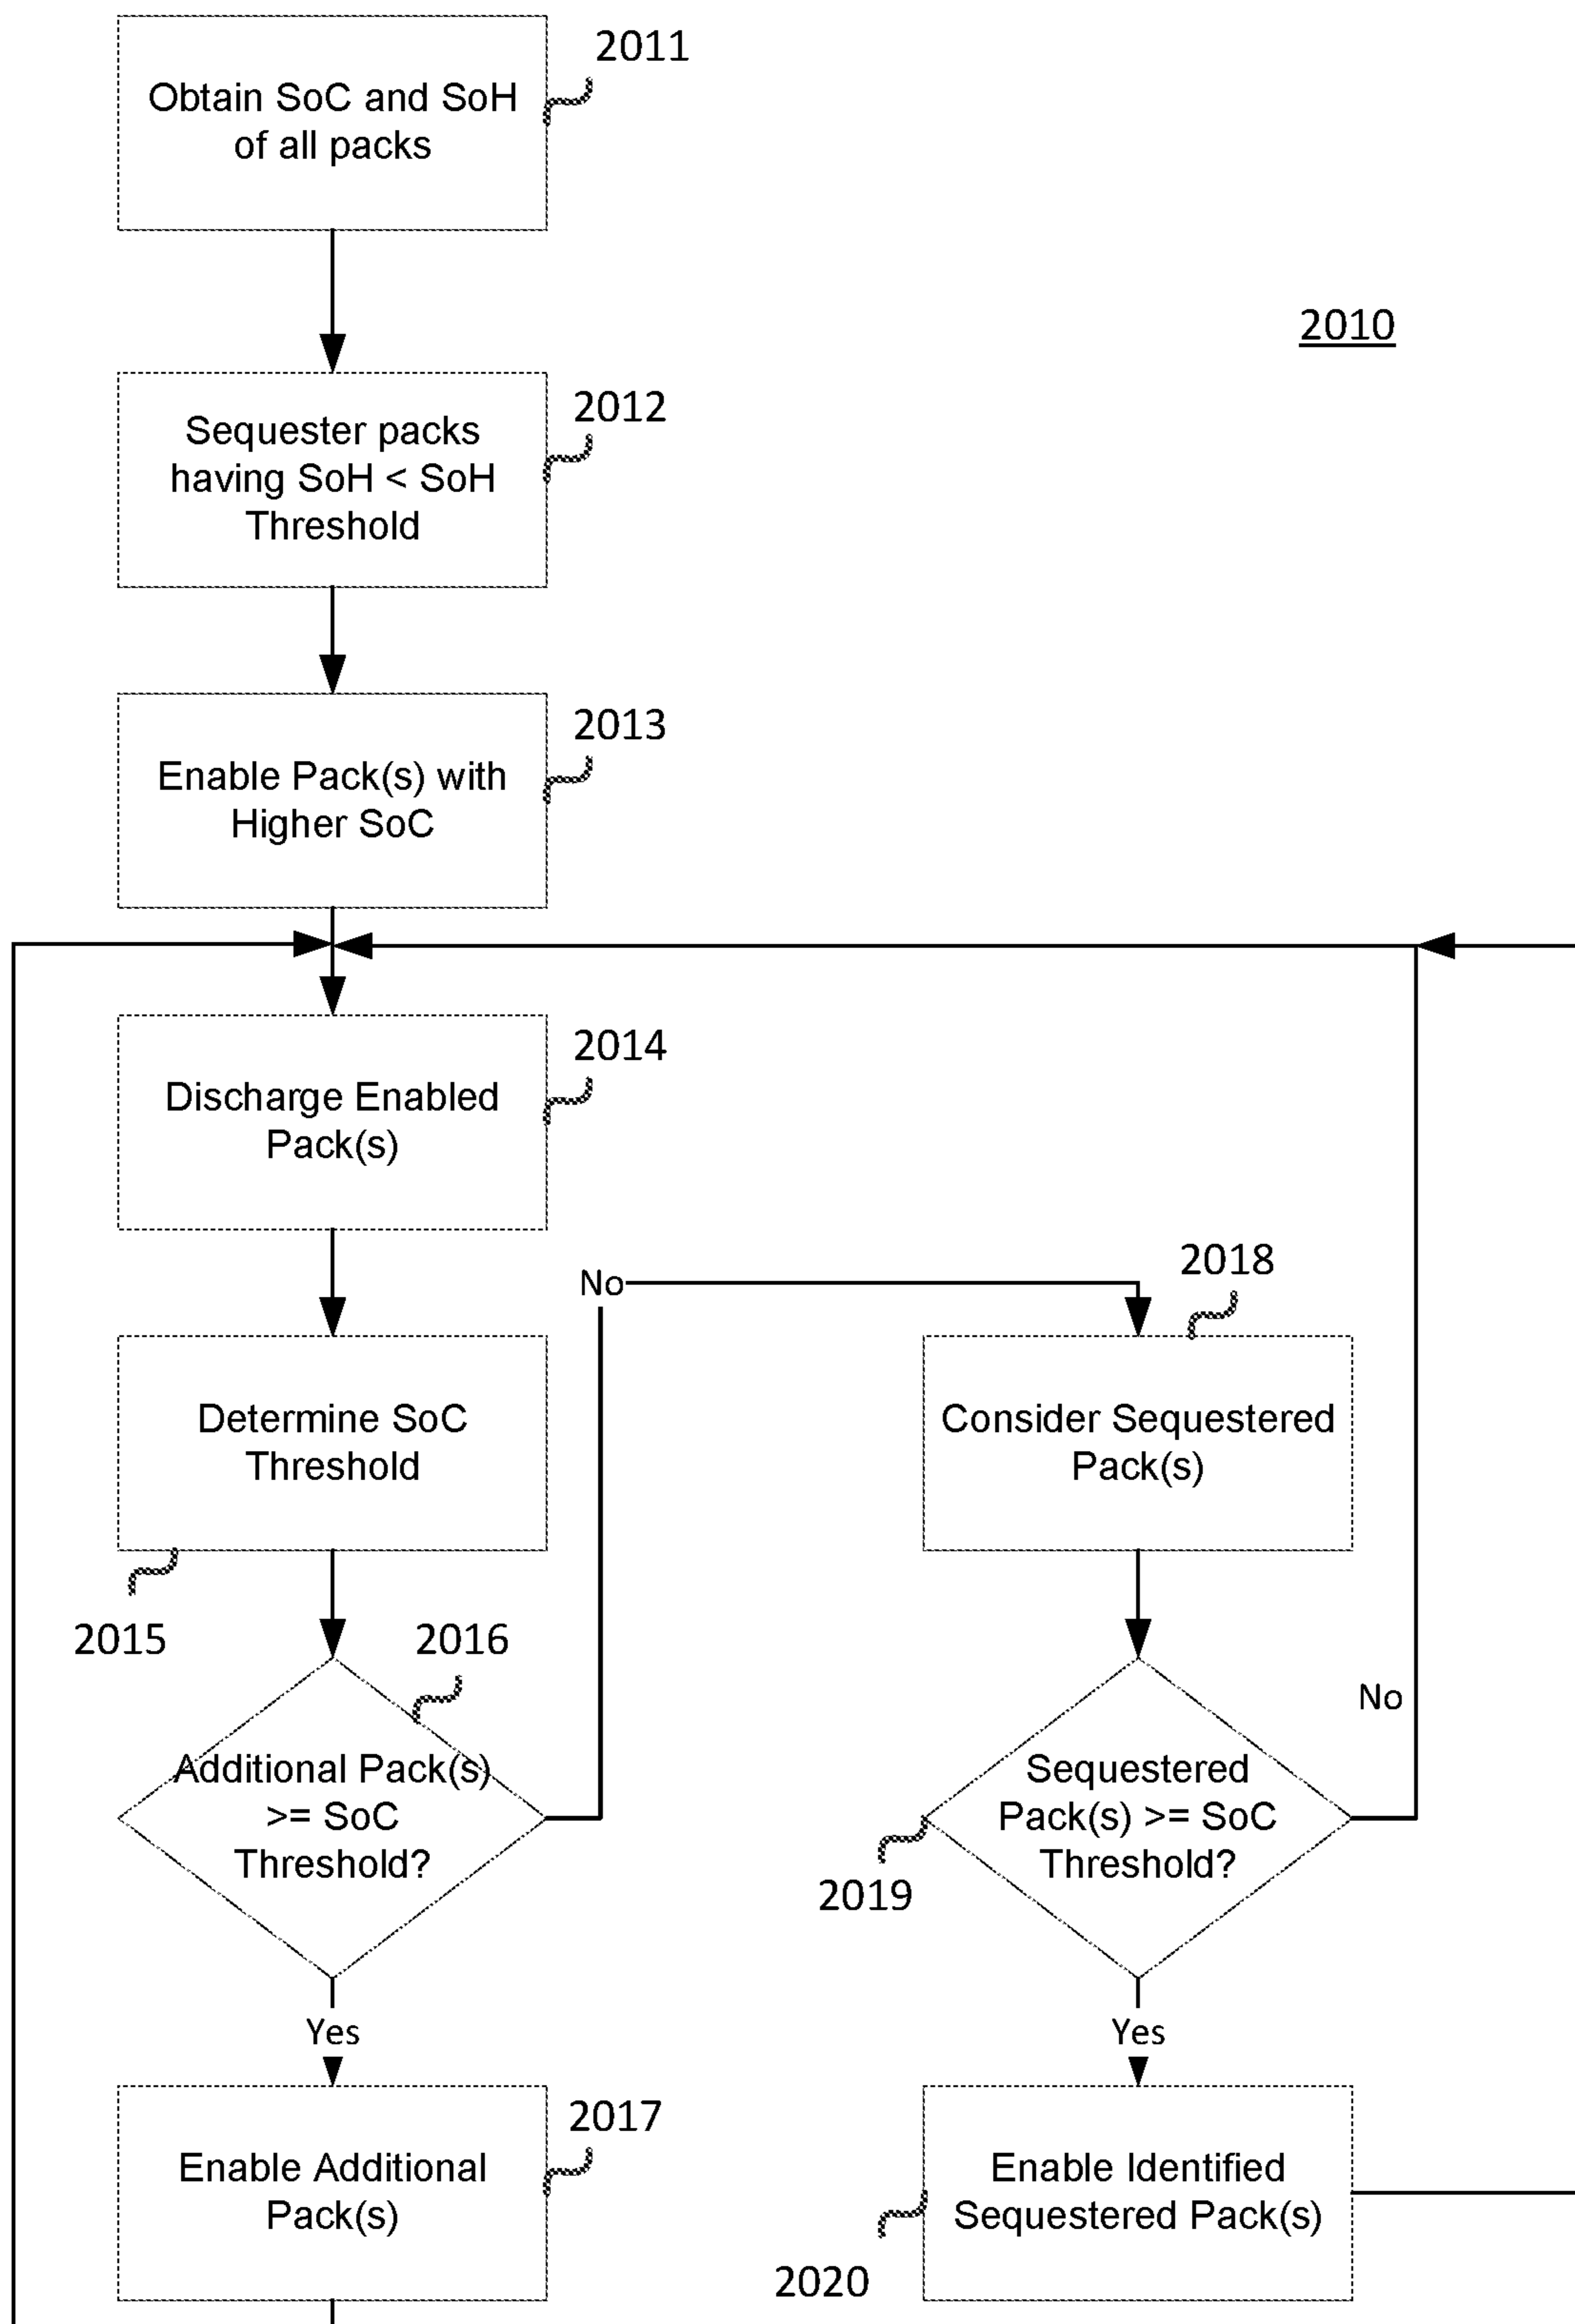 2011
Obtain SoC and SoH
of all packs
2010
2012
Sequester packs
having SoH < SoH
Threshold
2013
Enable Pack(s) with
Higher SoC
2014
Discharge Enabled
Pack(s)
No
2018
Determine SoC
Threshold
Consider Sequestered
Pack(s)
2015
2016
No
Additional Pack(s)
>= SoC
Threshold?
Sequestered
Pack(s) >= SoC
Threshold?
2019
Yes
Yes
2017
Enable Additional
Pack(s)
Enable Identified
Sequestered Pack(s)
2020